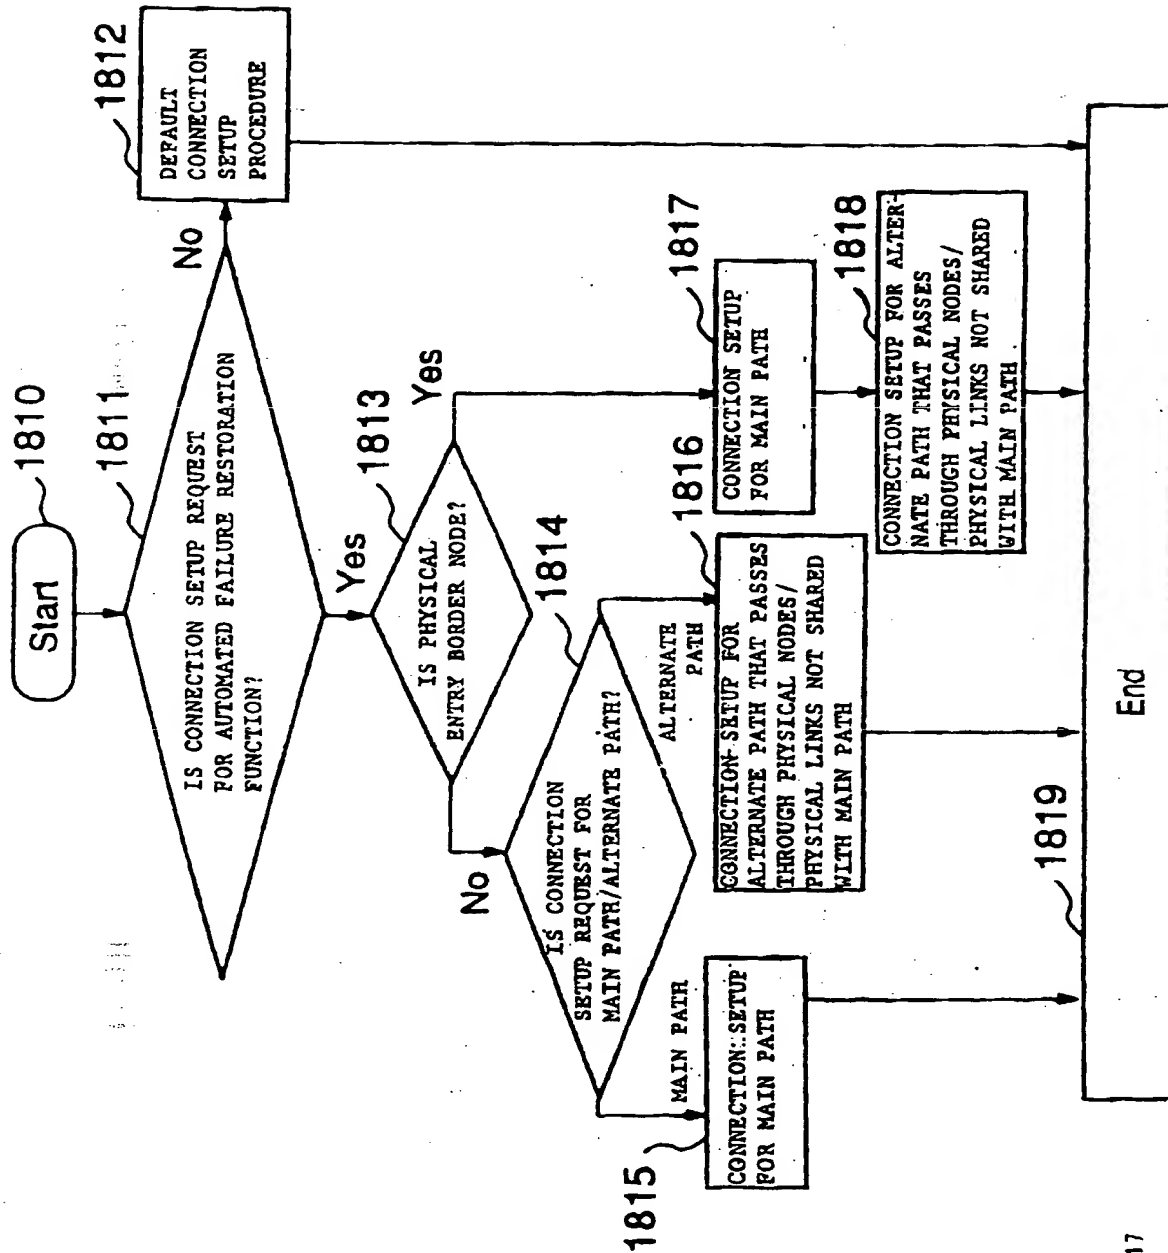 1810
Start
1811
IS CONNECTION SETUP REQUEST
FOR AUTOMATED FAILURE RESTORATION
FUNCTION?
No
1812
DEFAULT
CONNECTION
SETUP
PROCEDURE
Yes
1813
IS PHYSICAL
ENTRY BORDER NODE?
Yes
No
1814
IS CONNECTION
SETUP REQUEST FOR
MAIN PATH/ALTERNATE PATH?
MAIN PATH
ALTERNATE
PATH
1815
CONNECTION SETUP
FOR MAIN PATH
1816
CONNECTION SETUP FOR
ALTERNATE PATH THAT PASSES
THROUGH PHYSICAL NODES/
PHYSICAL LINKS NOT SHARED
WITH MAIN PATH
1817
CONNECTION SETUP
FOR MAIN PATH
1818
CONNECTION SETUP FOR ALTER-
NATE PATH THAT PASSES
THROUGH PHYSICAL NODES/
PHYSICAL LINKS NOT SHARED
WITH MAIN PATH
1819
End
17